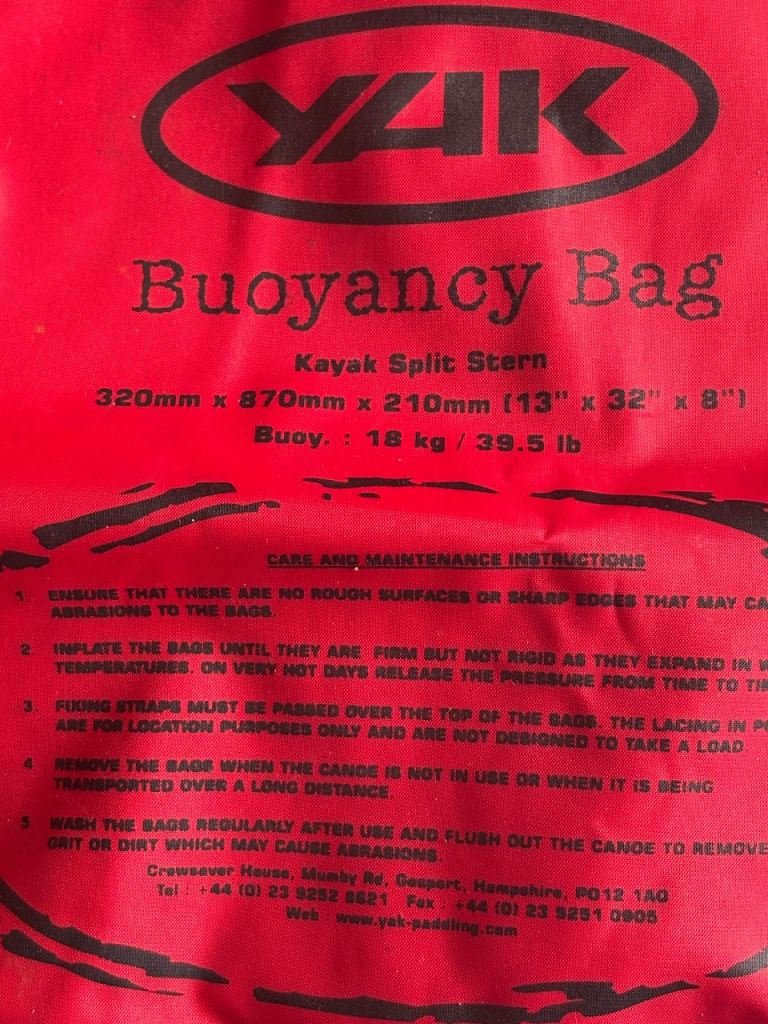 YAK
Buoyancy Bag
Kayak Split Stern
320mm x 870mm x 210mm (13" x 32" x 8")
Buoy. : 18 kg / 39.5 lb
CARE AND MAINTENANCE INSTRUCTIONS
1. ENSURE THAT THERE ARE NO ROUGH SURFACES OR SHARP EDGES THAT MAY CA
ABRASIONS TO THE BAGS.
2. INFLATE THE BAGS UNTIL THEY ARE FIRM BUT NOT RIGID AS THEY EXPAND IN W
TEMPERATURES. ON VERY HOT DAYS RELEASE THE PRESSURE FROM TIME TO TI
3. FIXING STRAPS MUST BE PASSED OVER THE TOP OF THE BAGS. THE LACING IN PO
ARE FOR LOCATION PURPOSES ONLY AND ARE NOT DESIGNED TO TAKE A LOAD.
4 REMOVE THE BAGS WHEN THE CANOE IS NOT IN USE OR WHEN IT IS BEING
TRANSPORTED OVER A LONG DISTANCE.
5. WASH THE BAGS REGULARLY AFTER USE AND FLUSH OUT THE CANOE TO REMOVE
GRIT OR DIRT WHICH MAY CAUSE ABRASIONS.
Crewsaver House, Mumby Rd, Gosport, Hampshire, PO12 1AQ
Tel : +44 (0) 23 9252 8621 Fax : +44 (0) 23 9251 0905
Web : www.yak-paddling.com